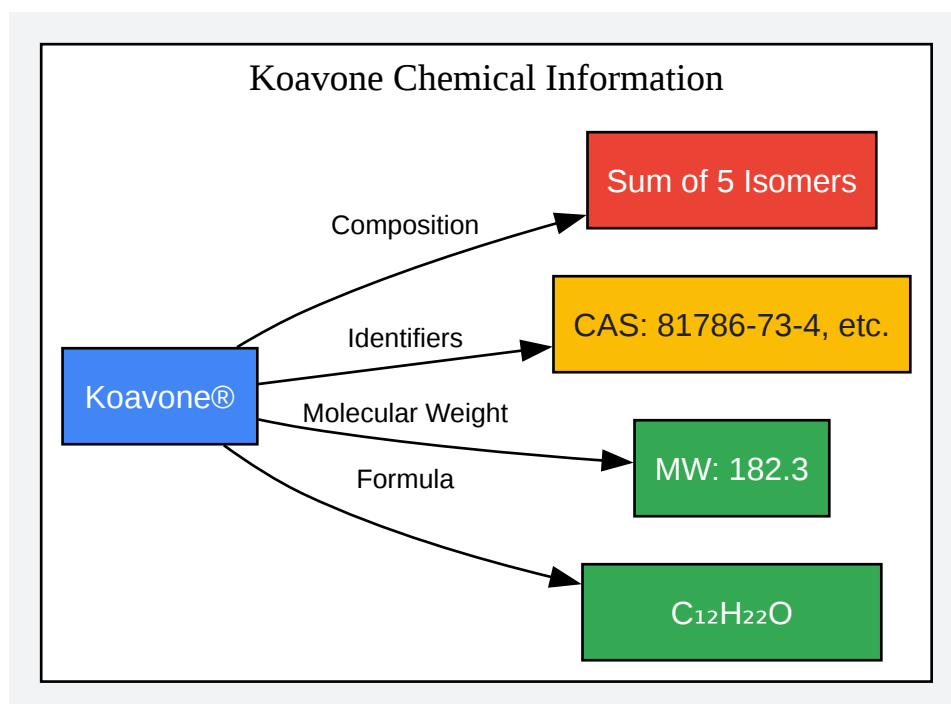 Koavone Chemical Information
Sum of 5 Isomers
Composition
CAS: 81786-73-4, etc.
Identifiers
Koavone®
Molecular Weight
MW: 182.3
Formula
C₁₂H₂₂O